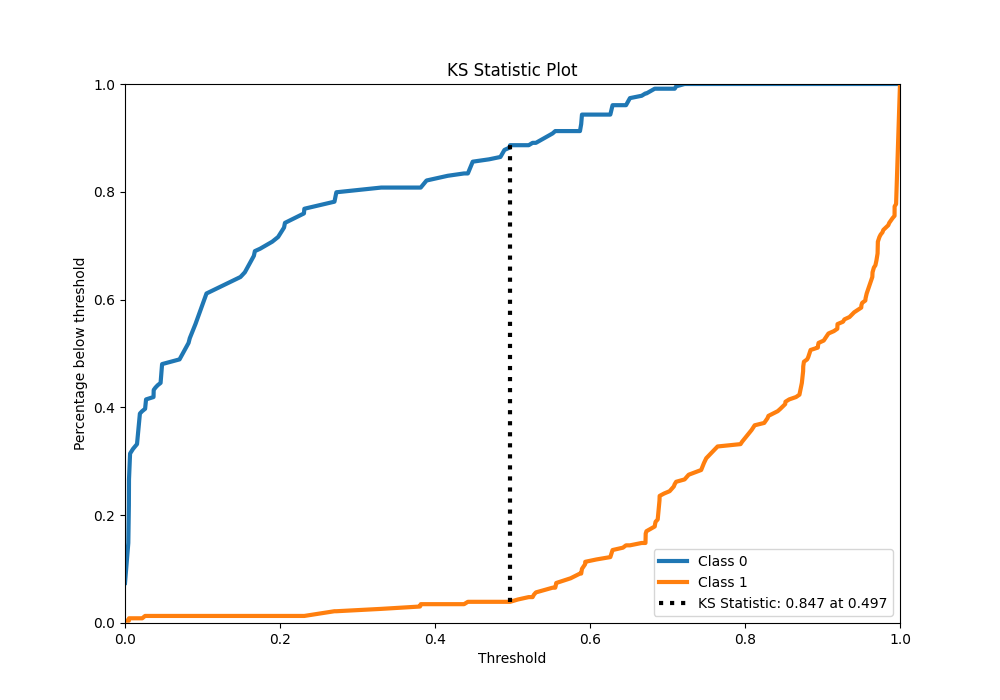 KS Statistic Plot
Percentage below threshold
1.0
0.8
0.6
0.4
0.2
0.0
0.0 0.2 0.4 0.6 0.8 1.0
Threshold
Class 0
Class 1
KS Statistic: 0.847 at 0.497